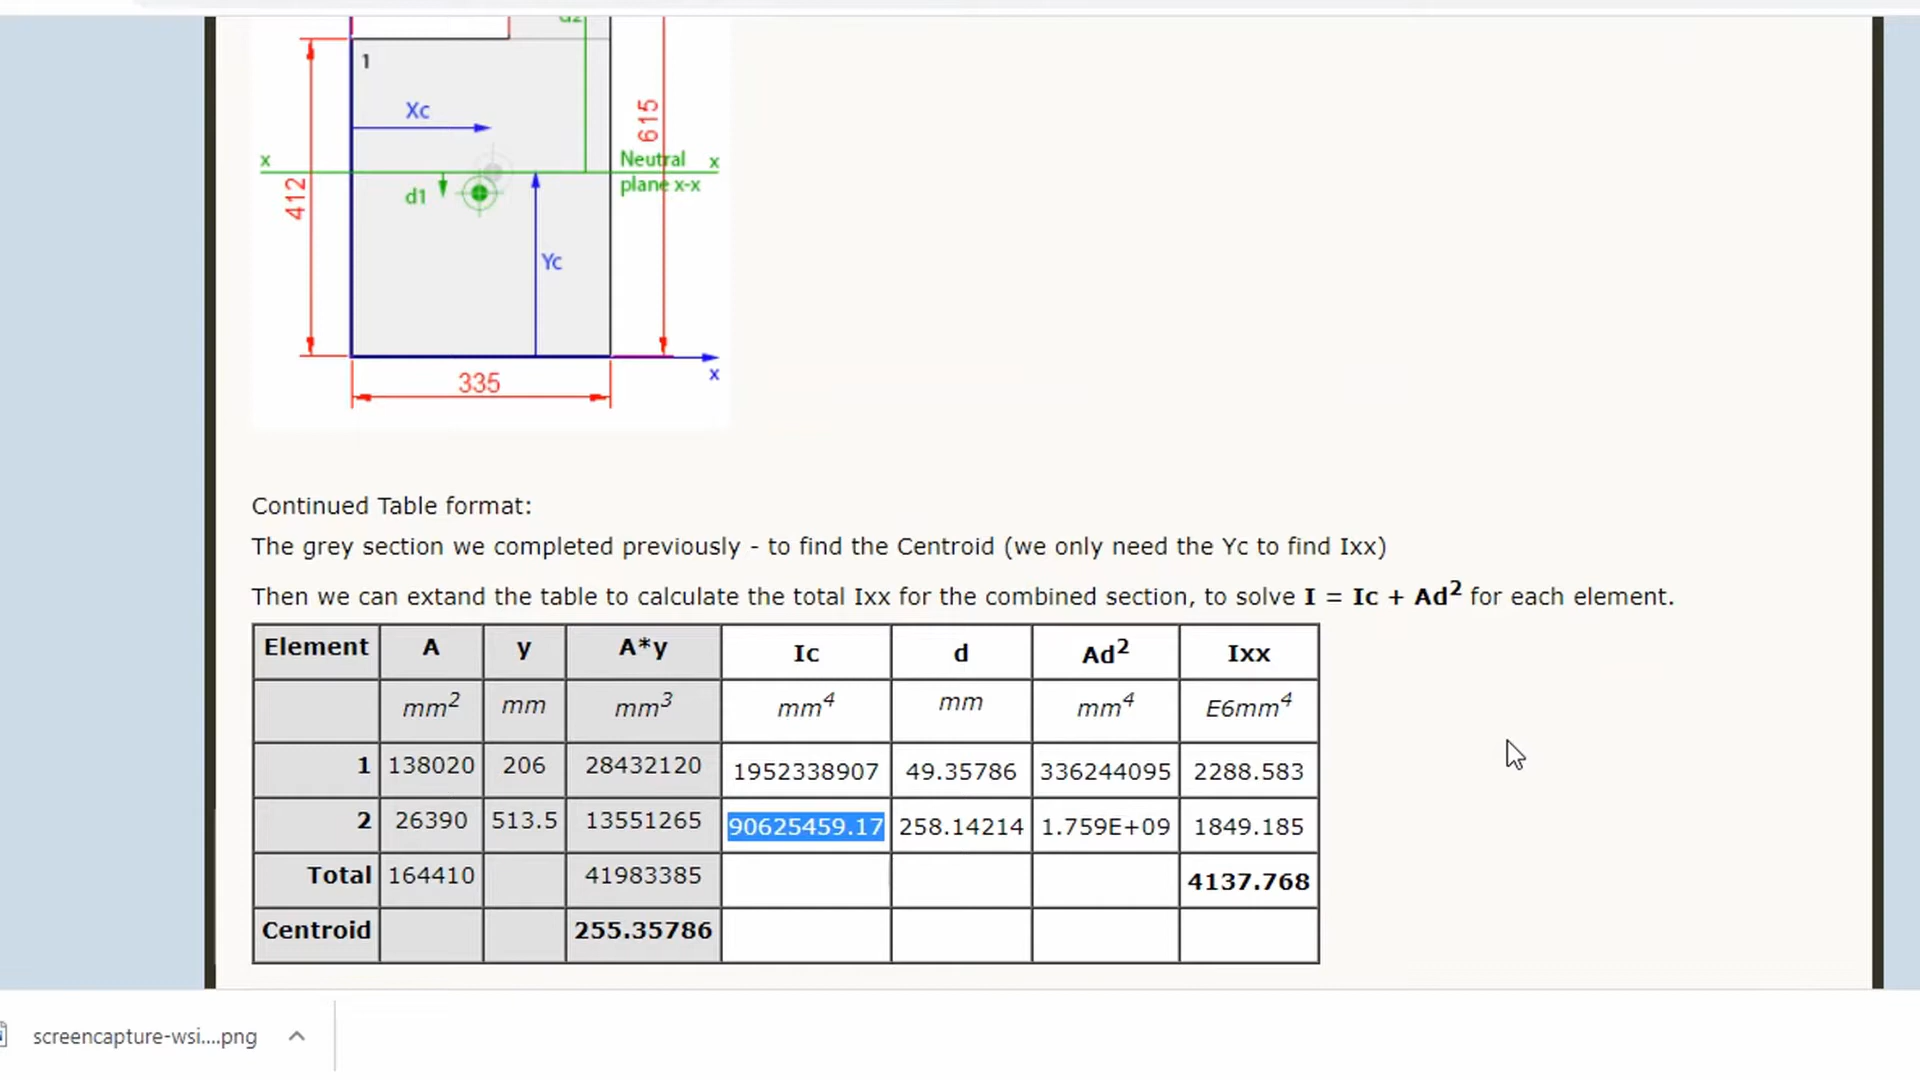 1
Xc
615
x
Neutral
x
plane x-x
412
d1
Yc
335
x
Continued Table format:
The grey section we completed previously - to find the Centroid (we only need the Yc to find Ixx)
Then we can extand the table to calculate the total Ixx for the combined section, to solve I = Ic + Ad2 for each element.
Element A y A*y Ic d Ad2 Ixx
mm2 mm mm3 mm4 mm mm4 E6mm4
1 138020 206 28432120 1952338907 49.35786 336244095 2288.583
2 26390 513.5 13551265 90625459.17 258.14214 1.759E+09 1849.185
Total 164410 41983385 4137.768
Centroid 255.35786
screencapture-wsi....png